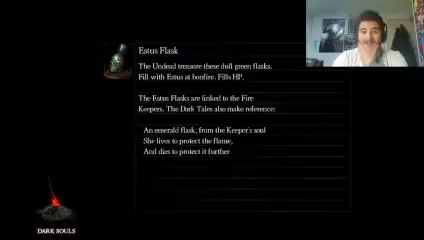 Estus Flask
The Undead treasure these dull green flasks.
Fill with Estus at bonfire. Fills HP.
The Estus Flasks are linked to the Fire
Keepers. The Dark Tales also make reference:
An emerald flask, from the Keeper's soul
She lives to protect the flame,
And dies to protect it further
DARK SOULS